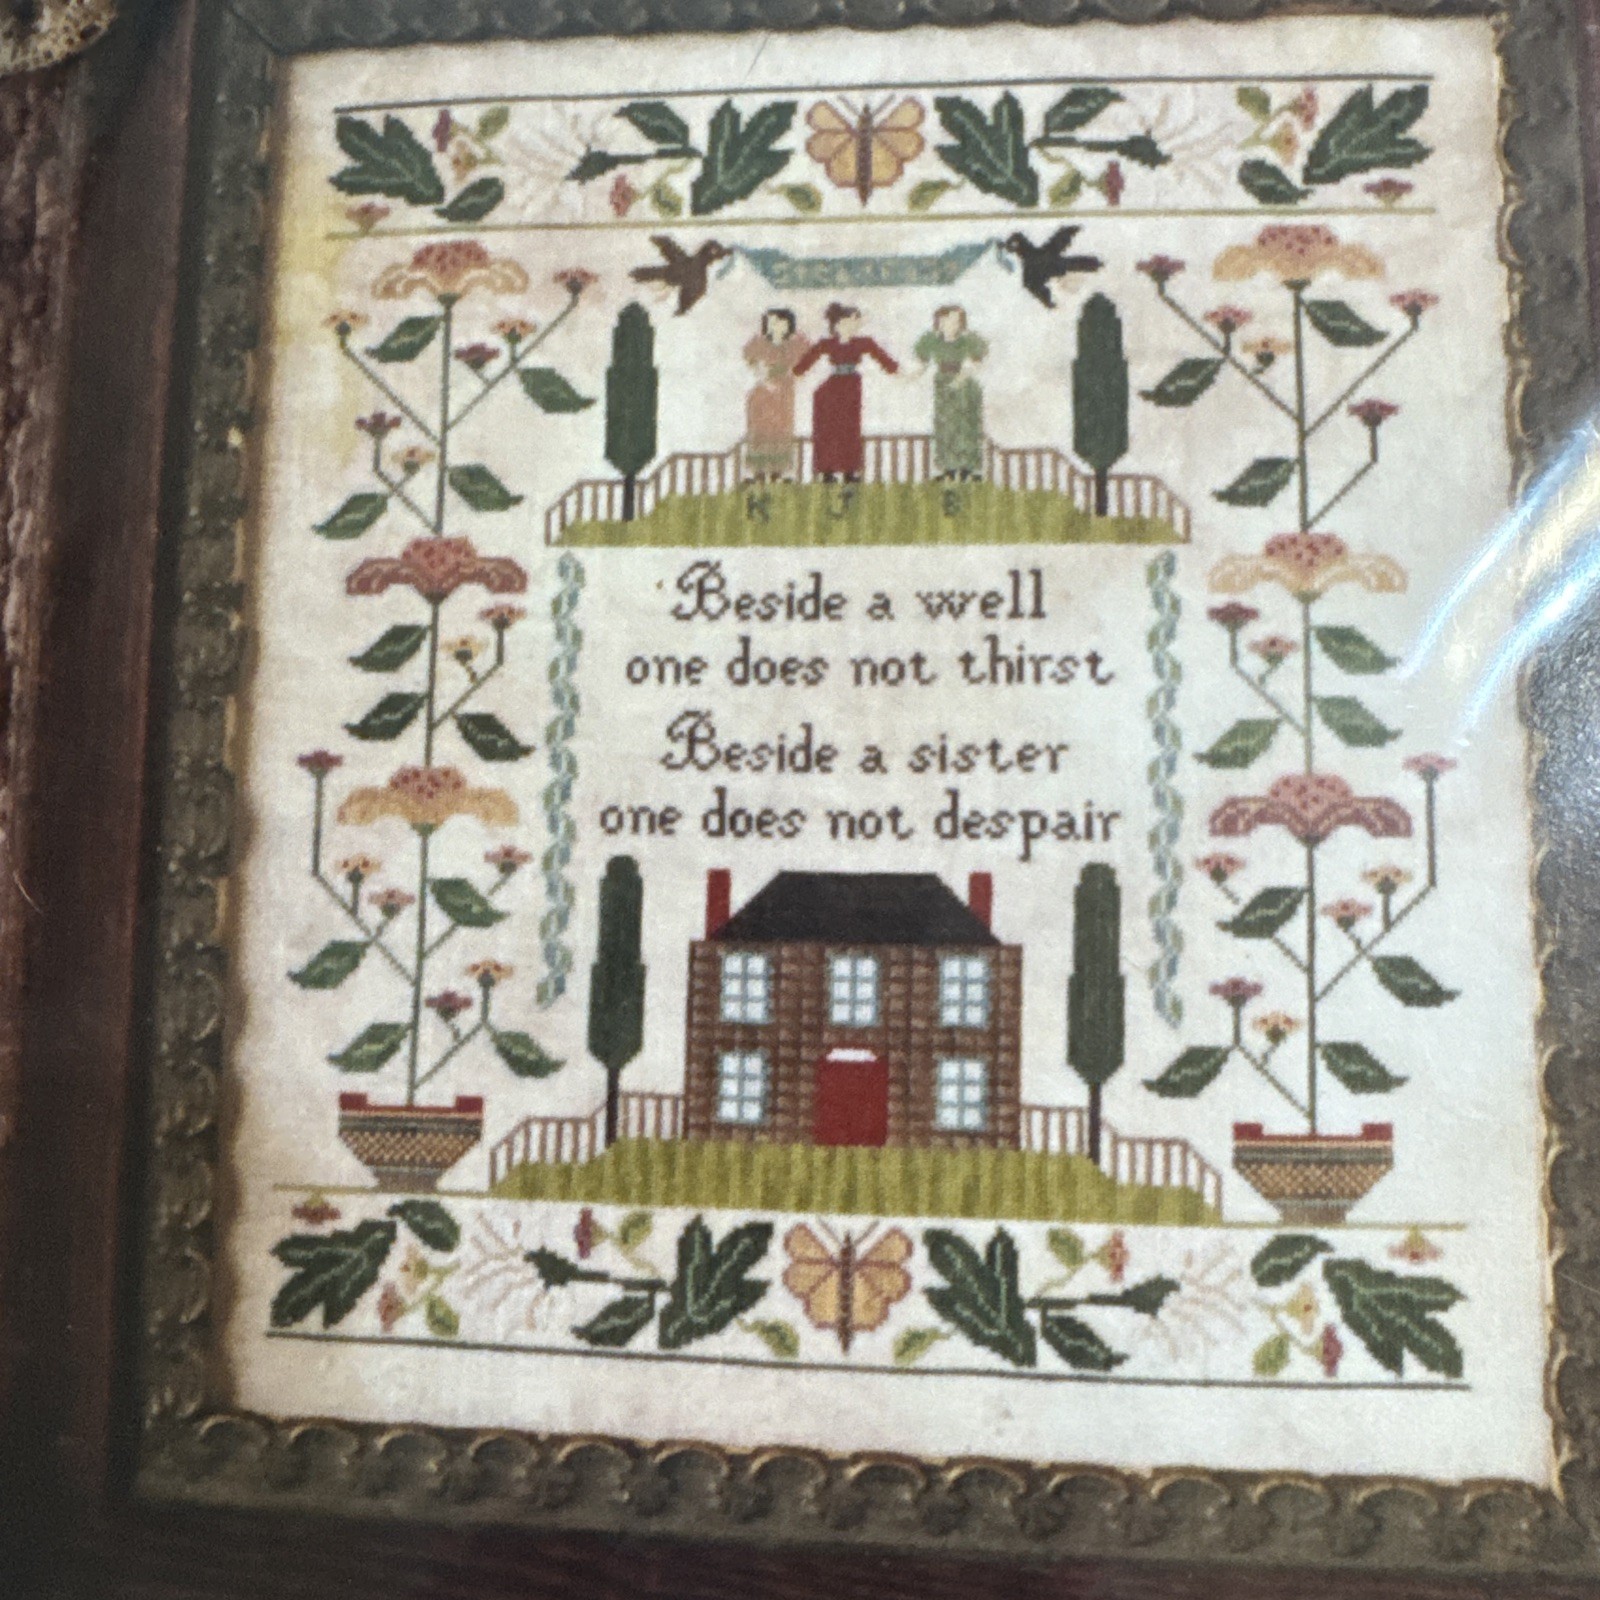 K J B
Beside a well
one does not thirst
Beside a sister
one does not despair